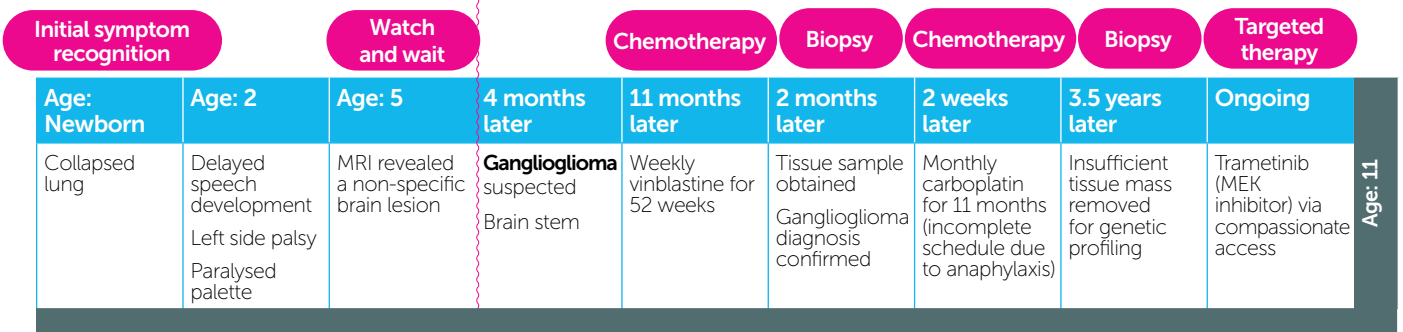 Initial symptom
recognition
Watch
and wait
Chemotherapy
Biopsy
Chemotherapy
Biopsy
Targeted
therapy
Age:
Newborn
Age: 2
Age: 5
4 months
later
11 months
later
2 months
later
2 weeks
later
3.5 years
later
Ongoing
Collapsed
lung
Delayed
speech
development
Left side palsy
Paralysed
palette
MRI revealed
a non-specific
brain lesion
Ganglioglioma
suspected
Brain stem
Weekly
vinblastine for
52 weeks
Tissue sample
obtained
Ganglioglioma
diagnosis
confirmed
Monthly
carboplatin
for 11 months
(incomplete
schedule due
to anaphylaxis)
Insufficient
tissue mass
removed
for genetic
profiling
Trametinib
(MEK
inhibitor) via
compassionate
access
Age: 11